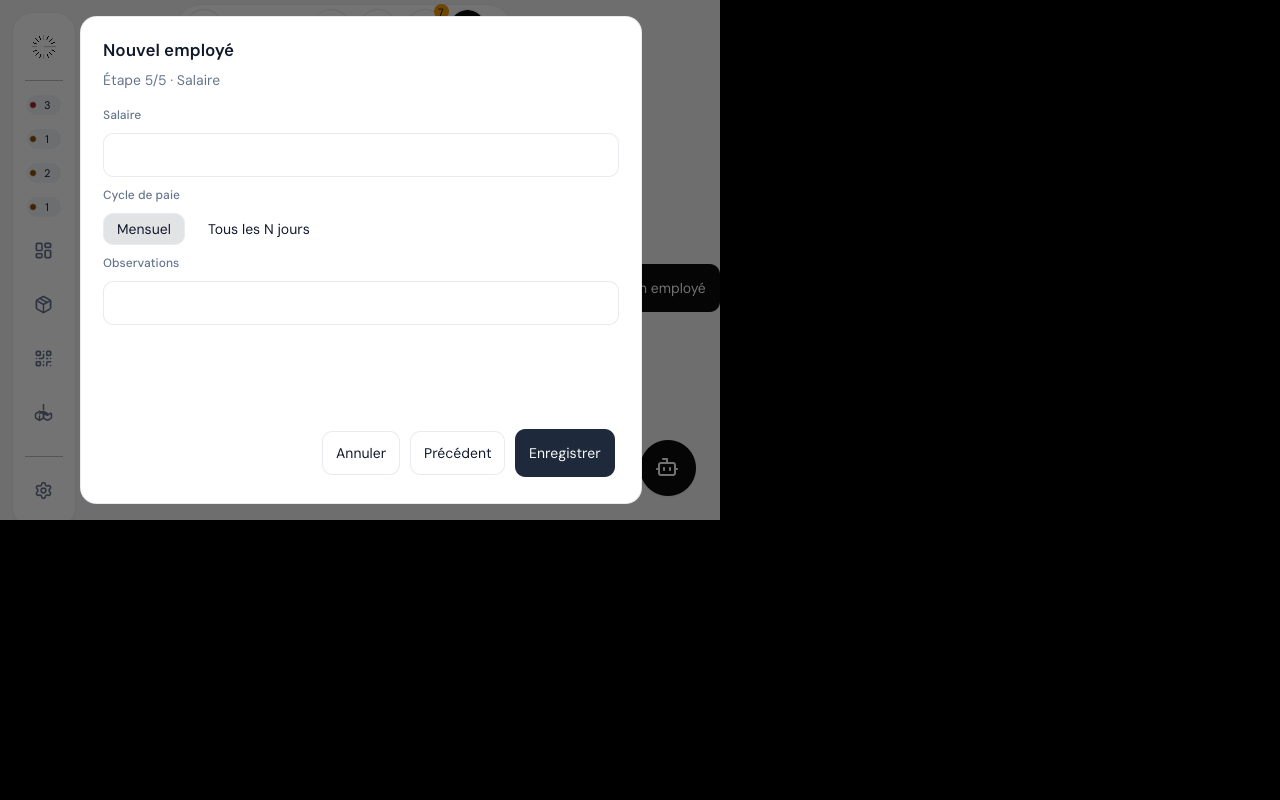 7
Nouvel employé
Étape 5/5 · Salaire
3
Salaire
1
2
Cycle de paie
1
Mensuel
Tous les N jours
Observations
employé
Annuler
Précédent
Enregistrer